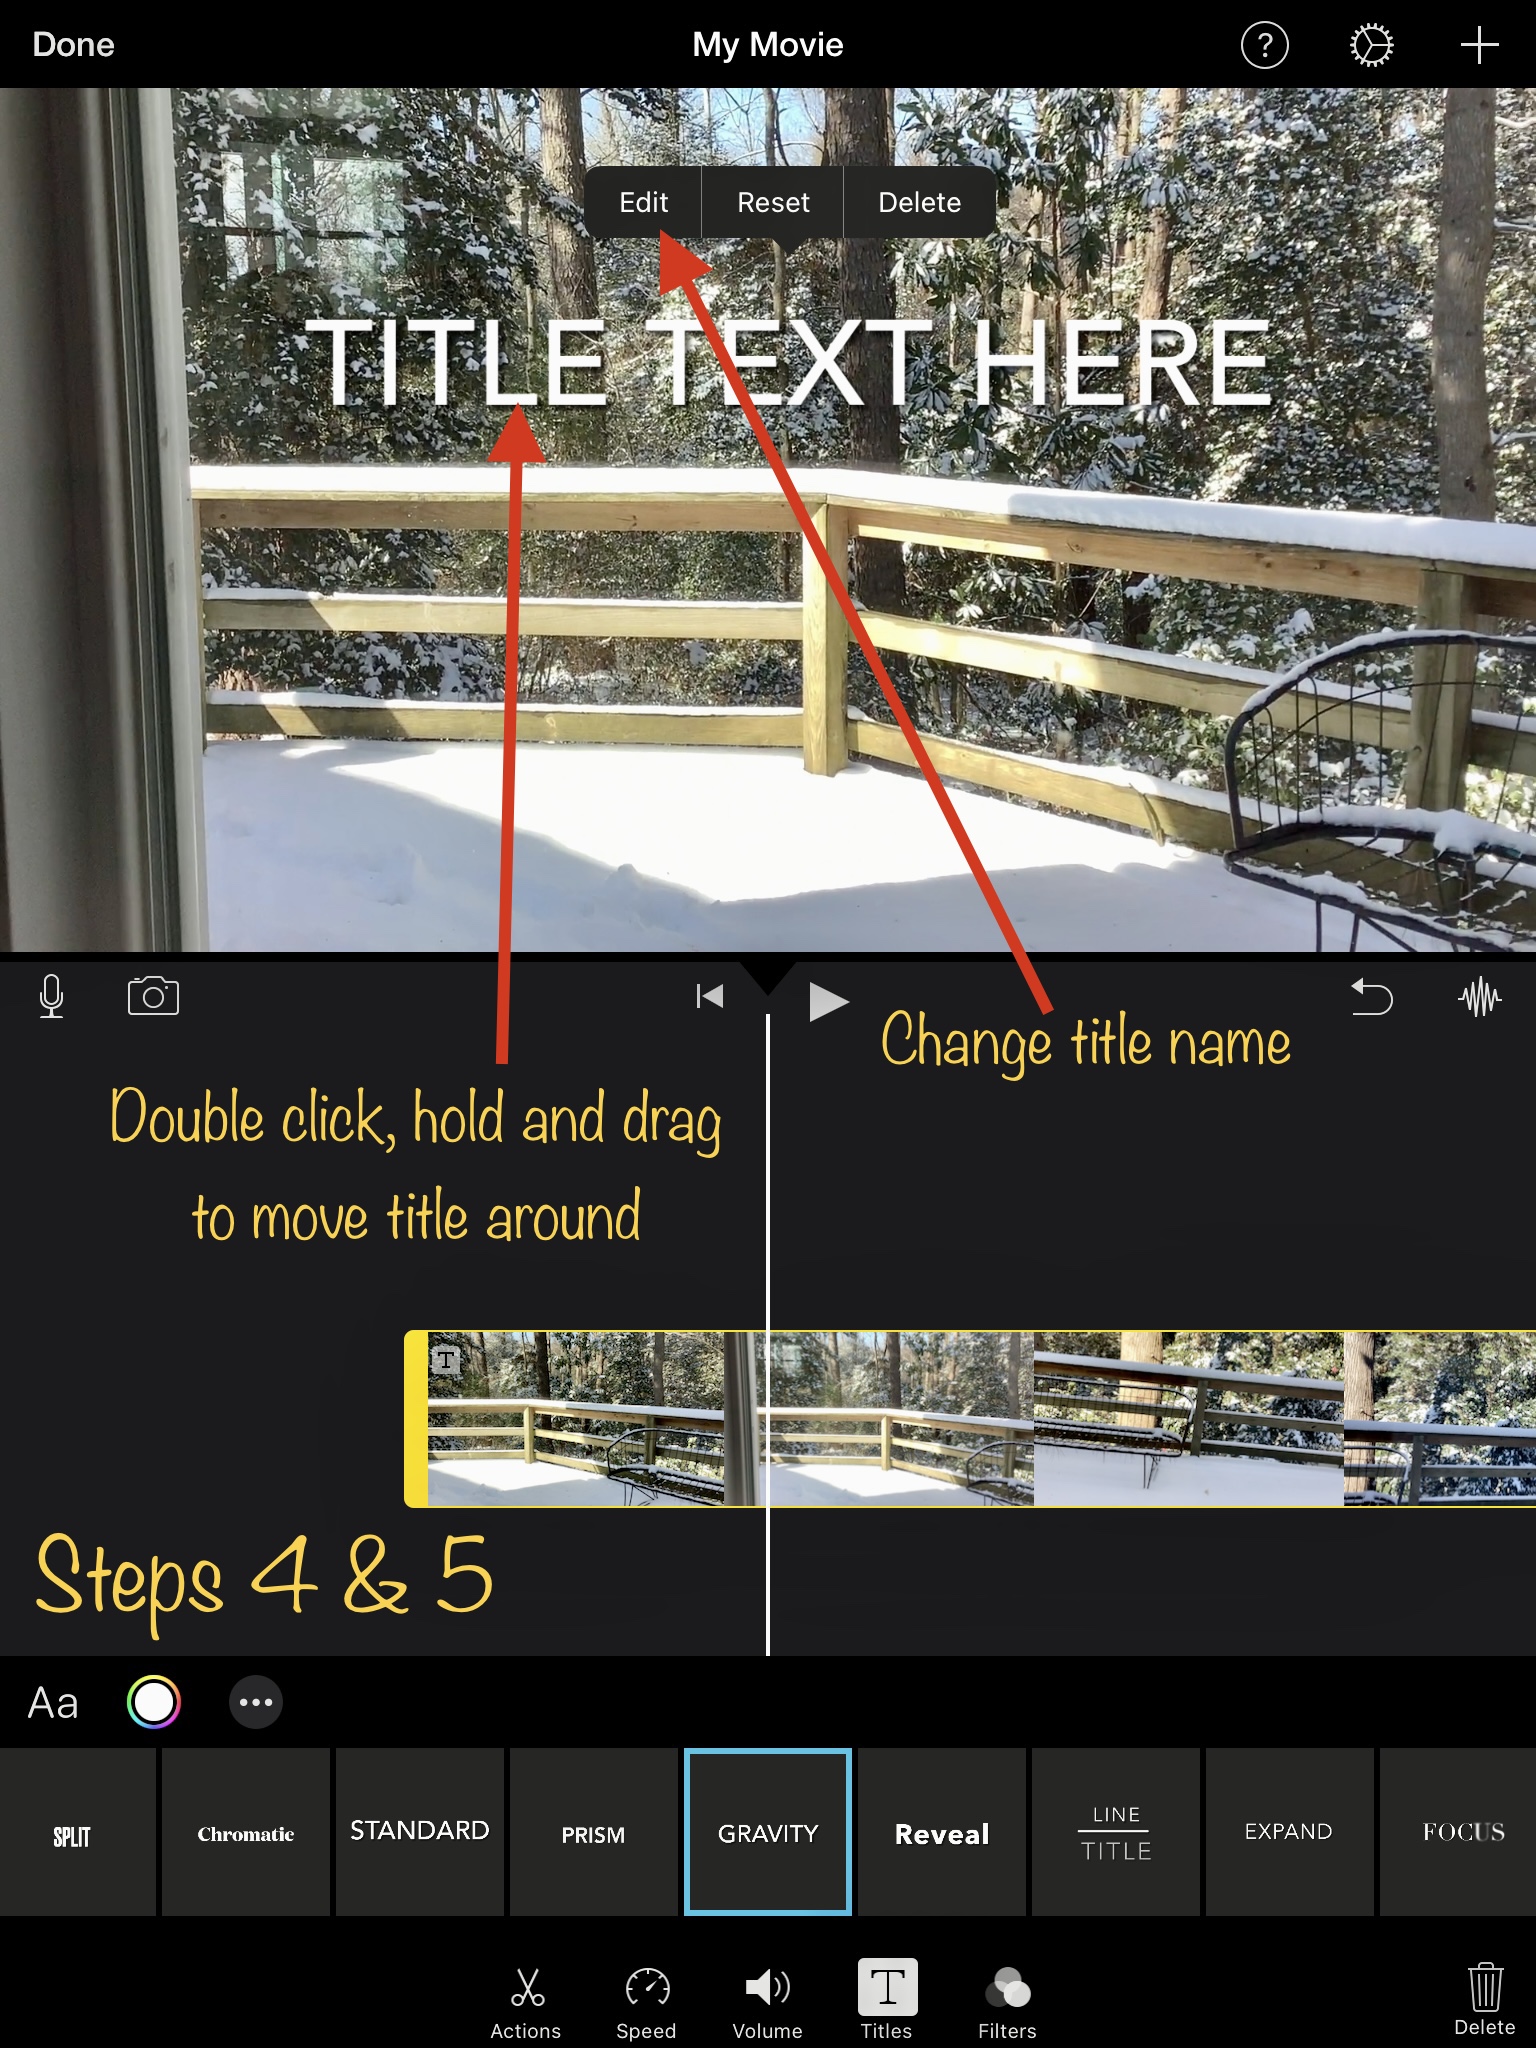 Done
My Movie
?
Edit
Reset
Delete
TITLE TEXT HERE
Change title name
Double click, hold and drag
to move title around
T
Steps 4 & 5
Aa
SPLIT
Chromatic
STANDARD
PRISM
GRAVITY
Reveal
LINE
TITLE
EXPAND
FOCUS
T
Actions
Speed
Volume
Titles
Filters
Delete